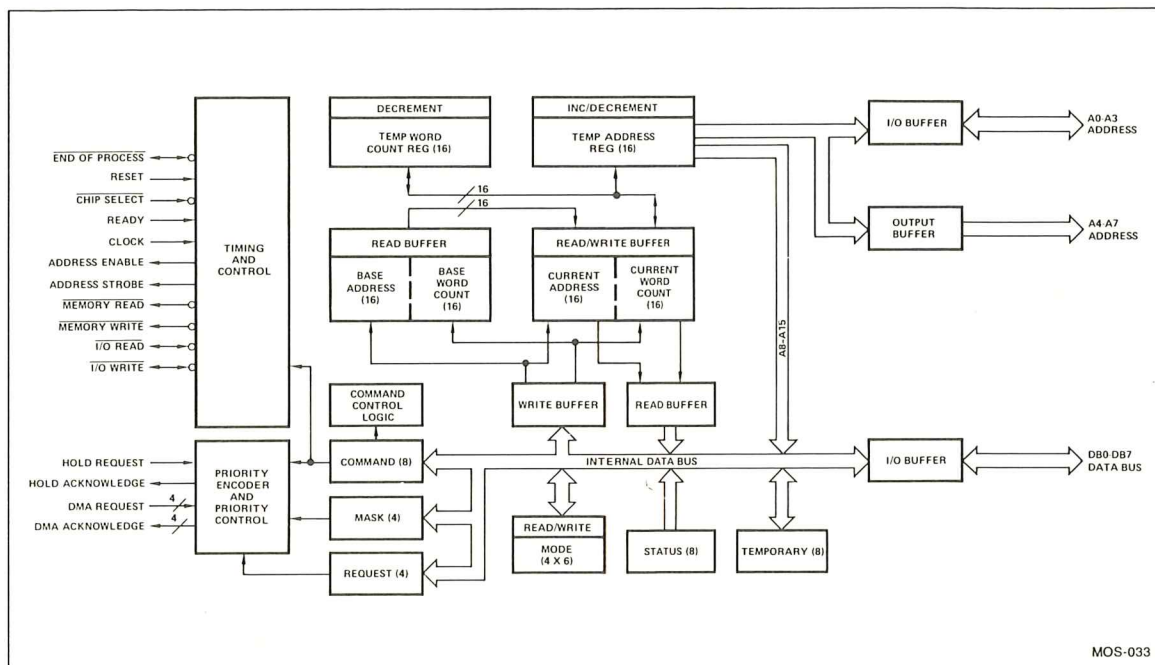 END OF PROCESS
RESET
CHIP SELECT
READY
CLOCK
ADDRESS ENABLE
ADDRESS STROBE
MEMORY READ
MEMORY WRITE
I/O READ
I/O WRITE
TIMING
AND
CONTROL
HOLD REQUEST
HOLD ACKNOWLEDGE
DMA REQUEST
4
DMA ACKNOWLEDGE
4
PRIORITY
ENCODER
AND
PRIORITY
CONTROL
DECREMENT
TEMP WORD
COUNT REG (16)
INC/DECREMENT
TEMP ADDRESS
REG (16)
16
16
READ BUFFER
BASE
ADDRESS
(16)
BASE
WORD
COUNT
(16)
READ/WRITE BUFFER
CURRENT
ADDRESS
(16)
CURRENT
WORD
COUNT
(16)
COMMAND
CONTROL
LOGIC
WRITE BUFFER
READ BUFFER
COMMAND (8)
MASK (4)
REQUEST (4)
INTERNAL DATA BUS
READ/WRITE
MODE
(4 X 6)
STATUS (8)
TEMPORARY (8)
A8-A15
I/O BUFFER
A0-A3
ADDRESS
OUTPUT
BUFFER
A4-A7
ADDRESS
I/O BUFFER
DB0-DB7
DATA BUS
MOS-033